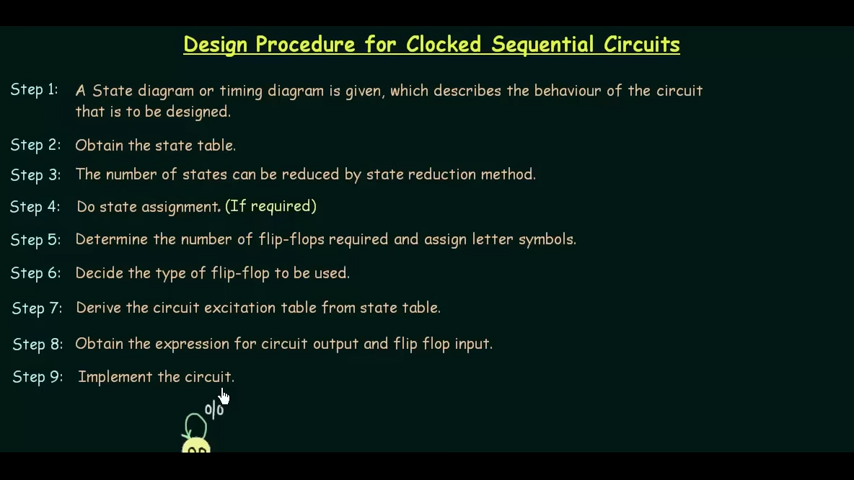 Design Procedure for Clocked Sequential Circuits
Step 1: A State diagram or timing diagram is given, which describes the behaviour of the circuit
that is to be designed.
Step 2: Obtain the state table.
Step 3: The number of states can be reduced by state reduction method.
Step 4: Do state assignment. (If required)
Step 5: Determine the number of flip-flops required and assign letter symbols.
Step 6: Decide the type of flip-flop to be used.
Step 7: Derive the circuit excitation table from state table.
Step 8: Obtain the expression for circuit output and flip flop input.
Step 9: Implement the circuit.
0/0